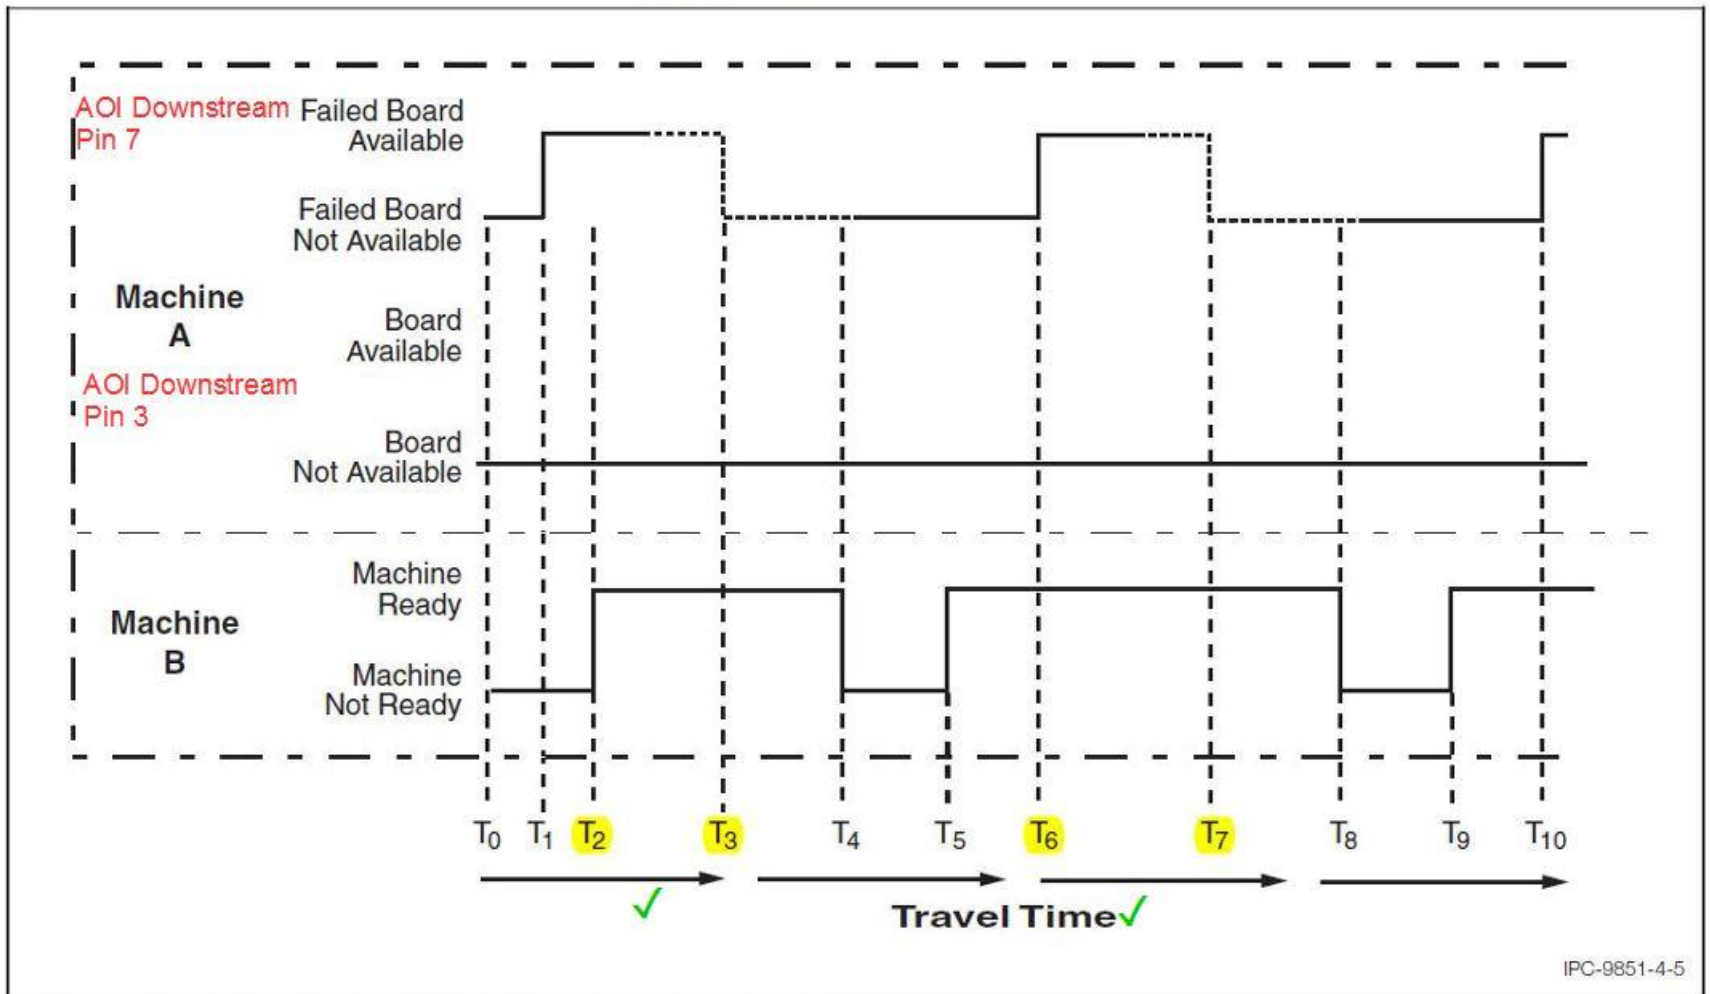 AOI Downstream
Pin 7
Failed Board
Available
Failed Board
Not Available
Machine
A
Board
Available
AOI Downstream
Pin 3
Board
Not Available
Machine
Ready
Machine
B
Machine
Not Ready
T0 T1 T2 T3 T4 T5 T6 T7 T8 T9 T10
Travel Time
IPC-9851-4-5